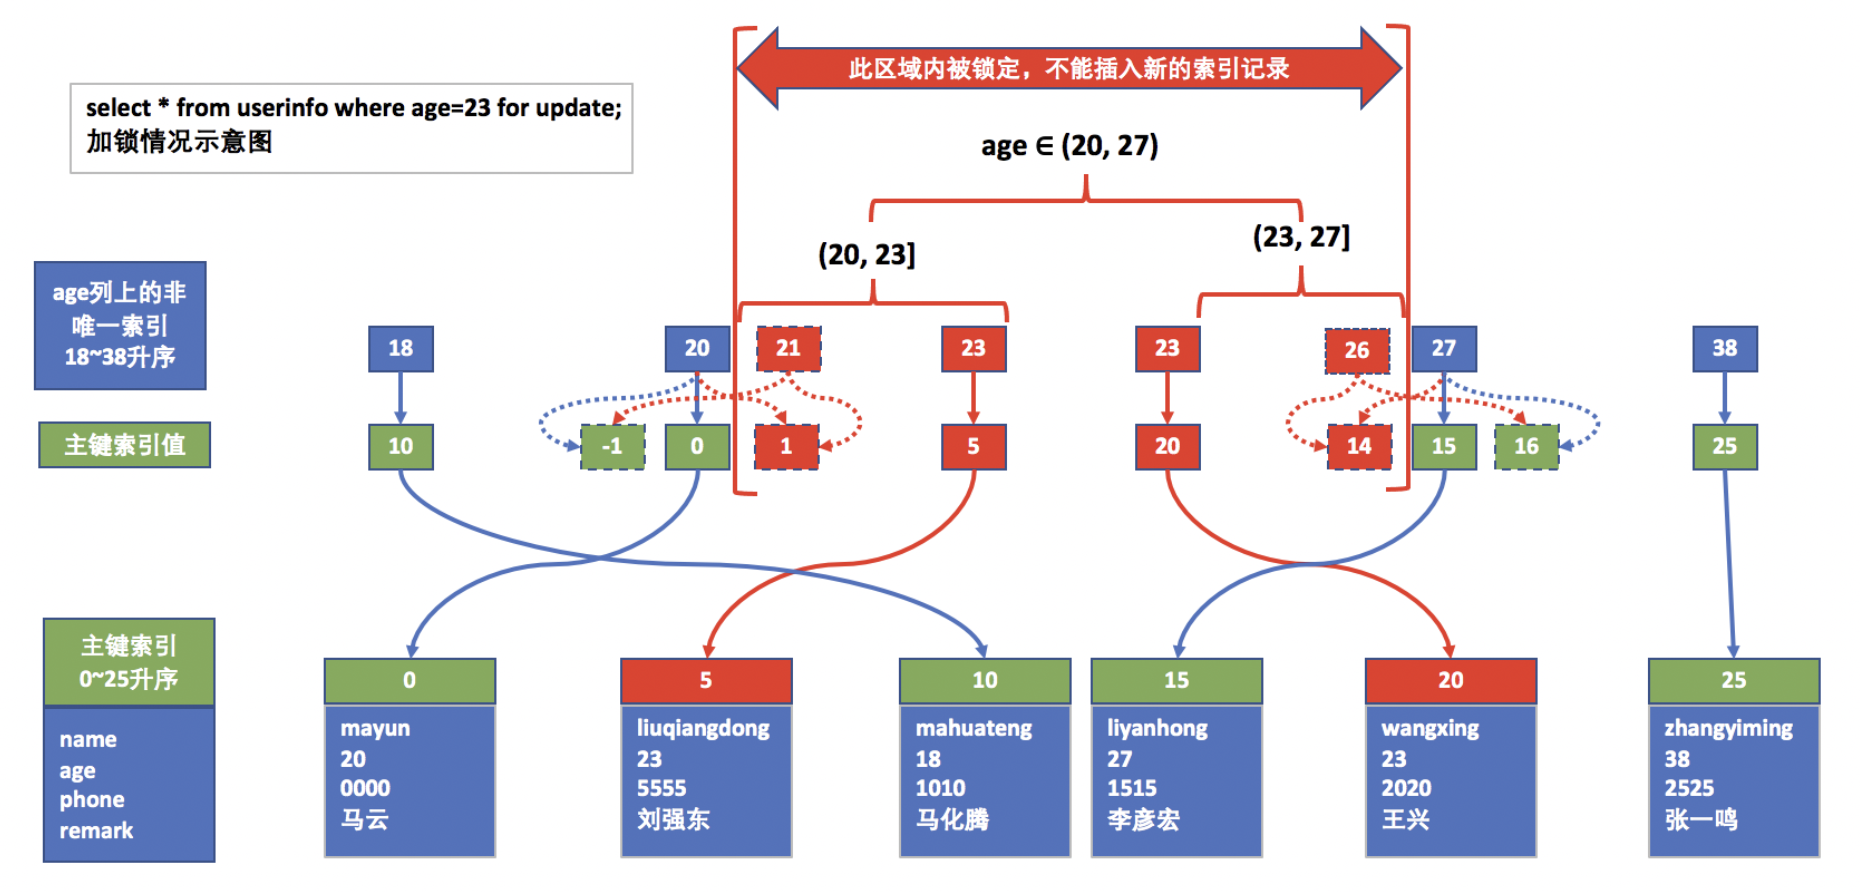 此区域内被锁定，不能插入新的索引记录
select * from userinfo where age=23 for update;
加锁情况示意图
age ∈ (20, 27)
(20, 23]
(23, 27]
age列上的非
唯一索引
18~38升序
18
20
21
23
23
26
27
38
主键索引值
10
-1
0
1
5
20
14
15
16
25
主键索引
0~25升序
0
5
10
15
20
25
name
age
phone
remark
mayun
20
0000
马云
liuqiangdong
23
5555
刘强东
mahuateng
18
1010
马化腾
liyanhong
27
1515
李彦宏
wangxing
23
2020
王兴
zhangyiming
38
2525
张一鸣